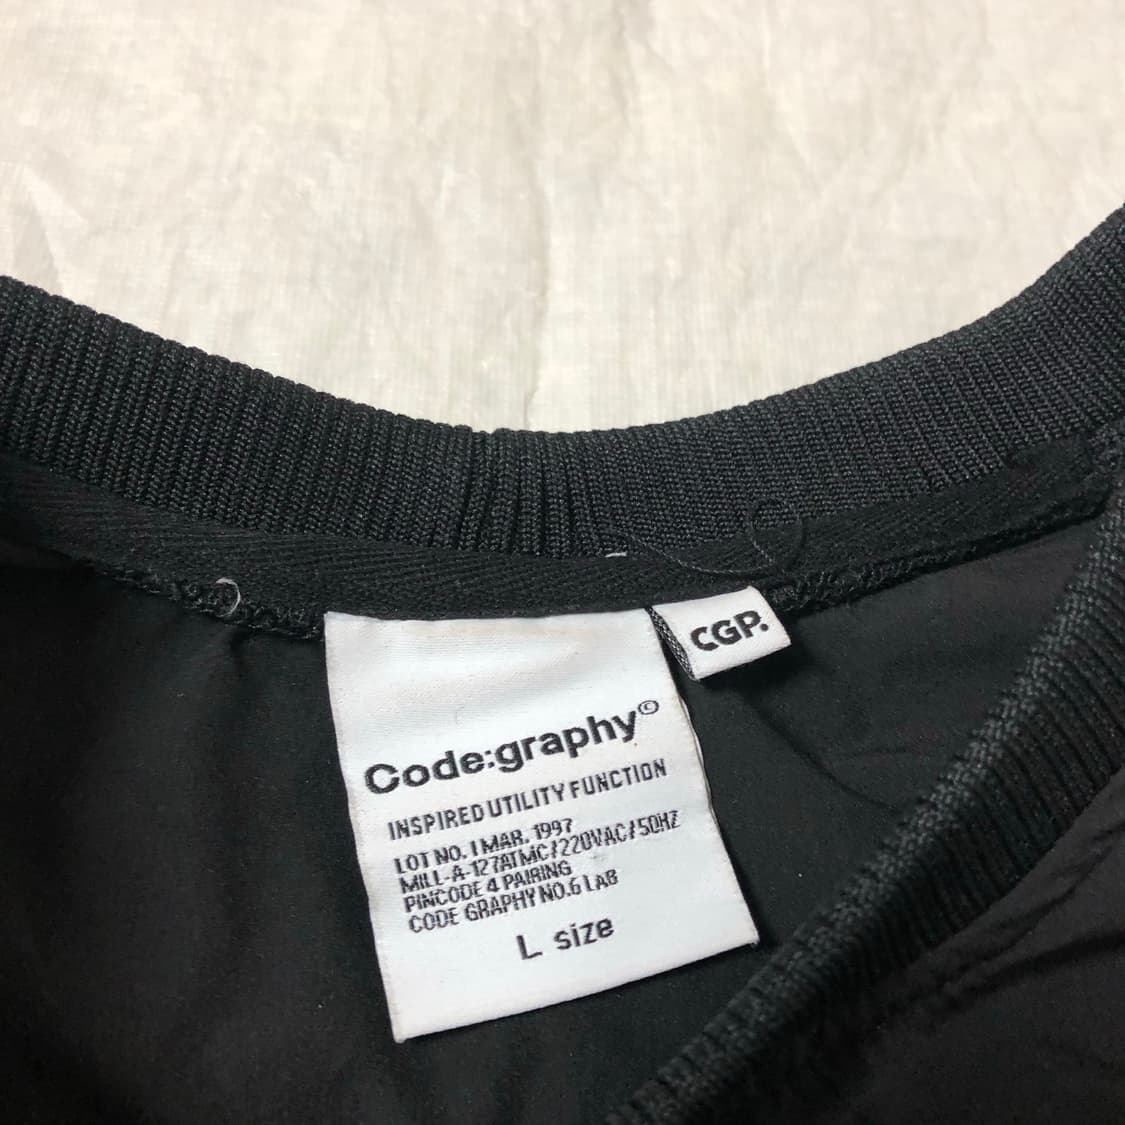 CGP.
Code:graphy©
INSPIRED UTILITY FUNCTION
LOT NO. 1 MAR. 1997
MILL-A-127ATMC/220VAC/50HZ
PINCODE 4 PAIRING
CODE GRAPHY NO.6 LAB
L size